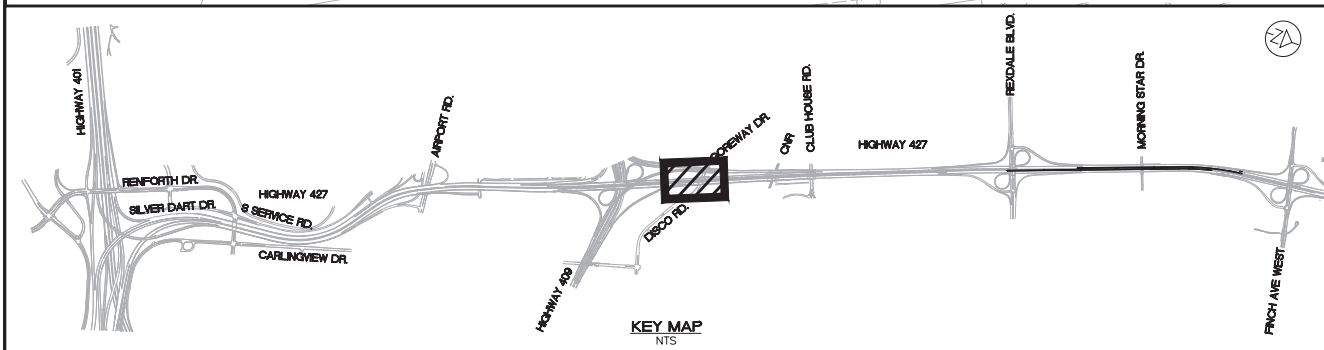 HIGHWAY 401
RENFORTH DR.
SILVER DART DR.
HIGHWAY 427
S SERVICE RD.
CARLINGVIEW DR.
AIRPORT RD.
HIGHWAY 409
DISCO RD.
GOREWAY DR.
CNR
CLUB HOUSE RD.
HIGHWAY 427
REXDALE BLVD.
MORNING STAR DR.
FINCH AVE WEST
KEY MAP
NTS